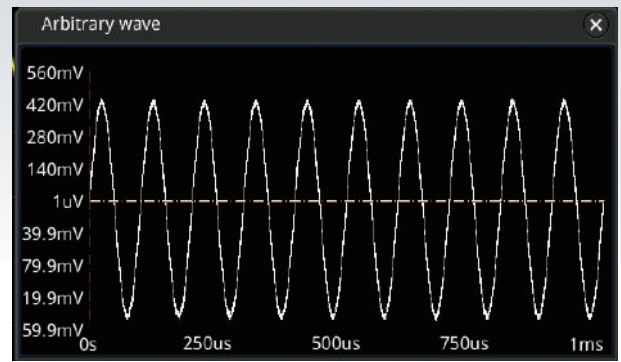 Arbitrary wave
560mV
420mV
280mV
140mV
1uV
39.9mV
79.9mV
19.9mV
59.9mV
0s 250us 500us 750us 1ms